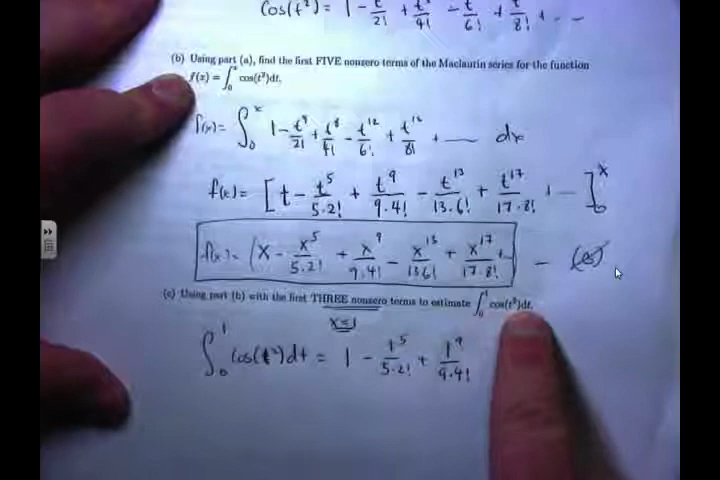 cos(t²) = 1 - t⁴/2! + t⁸/4! - t¹²/6! + t¹⁶/8! + ...
(b) Using part (a), find the first FIVE nonzero terms of the Maclaurin series for the function
f(x) = ∫₀ˣ cos(t²)dt.
f(x) = ∫₀ˣ 1 - t⁴/2! + t⁸/4! - t¹²/6! + t¹⁶/8! + ... dx
f(x) = [t - t⁵/5·2! + t⁹/9·4! - t¹³/13·6! + t¹⁷/17·8! + ...]₀ˣ
f(x) = (x - x⁵/5·2! + x⁹/9·4! - x¹³/13·6! + x¹⁷/17·8! + ) - (0)
(c) Using part (b) with the first THREE nonzero terms to estimate ∫₀¹ cos(t²)dt.
x=1
∫₀¹ cos(t²)dt = 1 - 1⁵/5·2! + 1⁹/9·4!